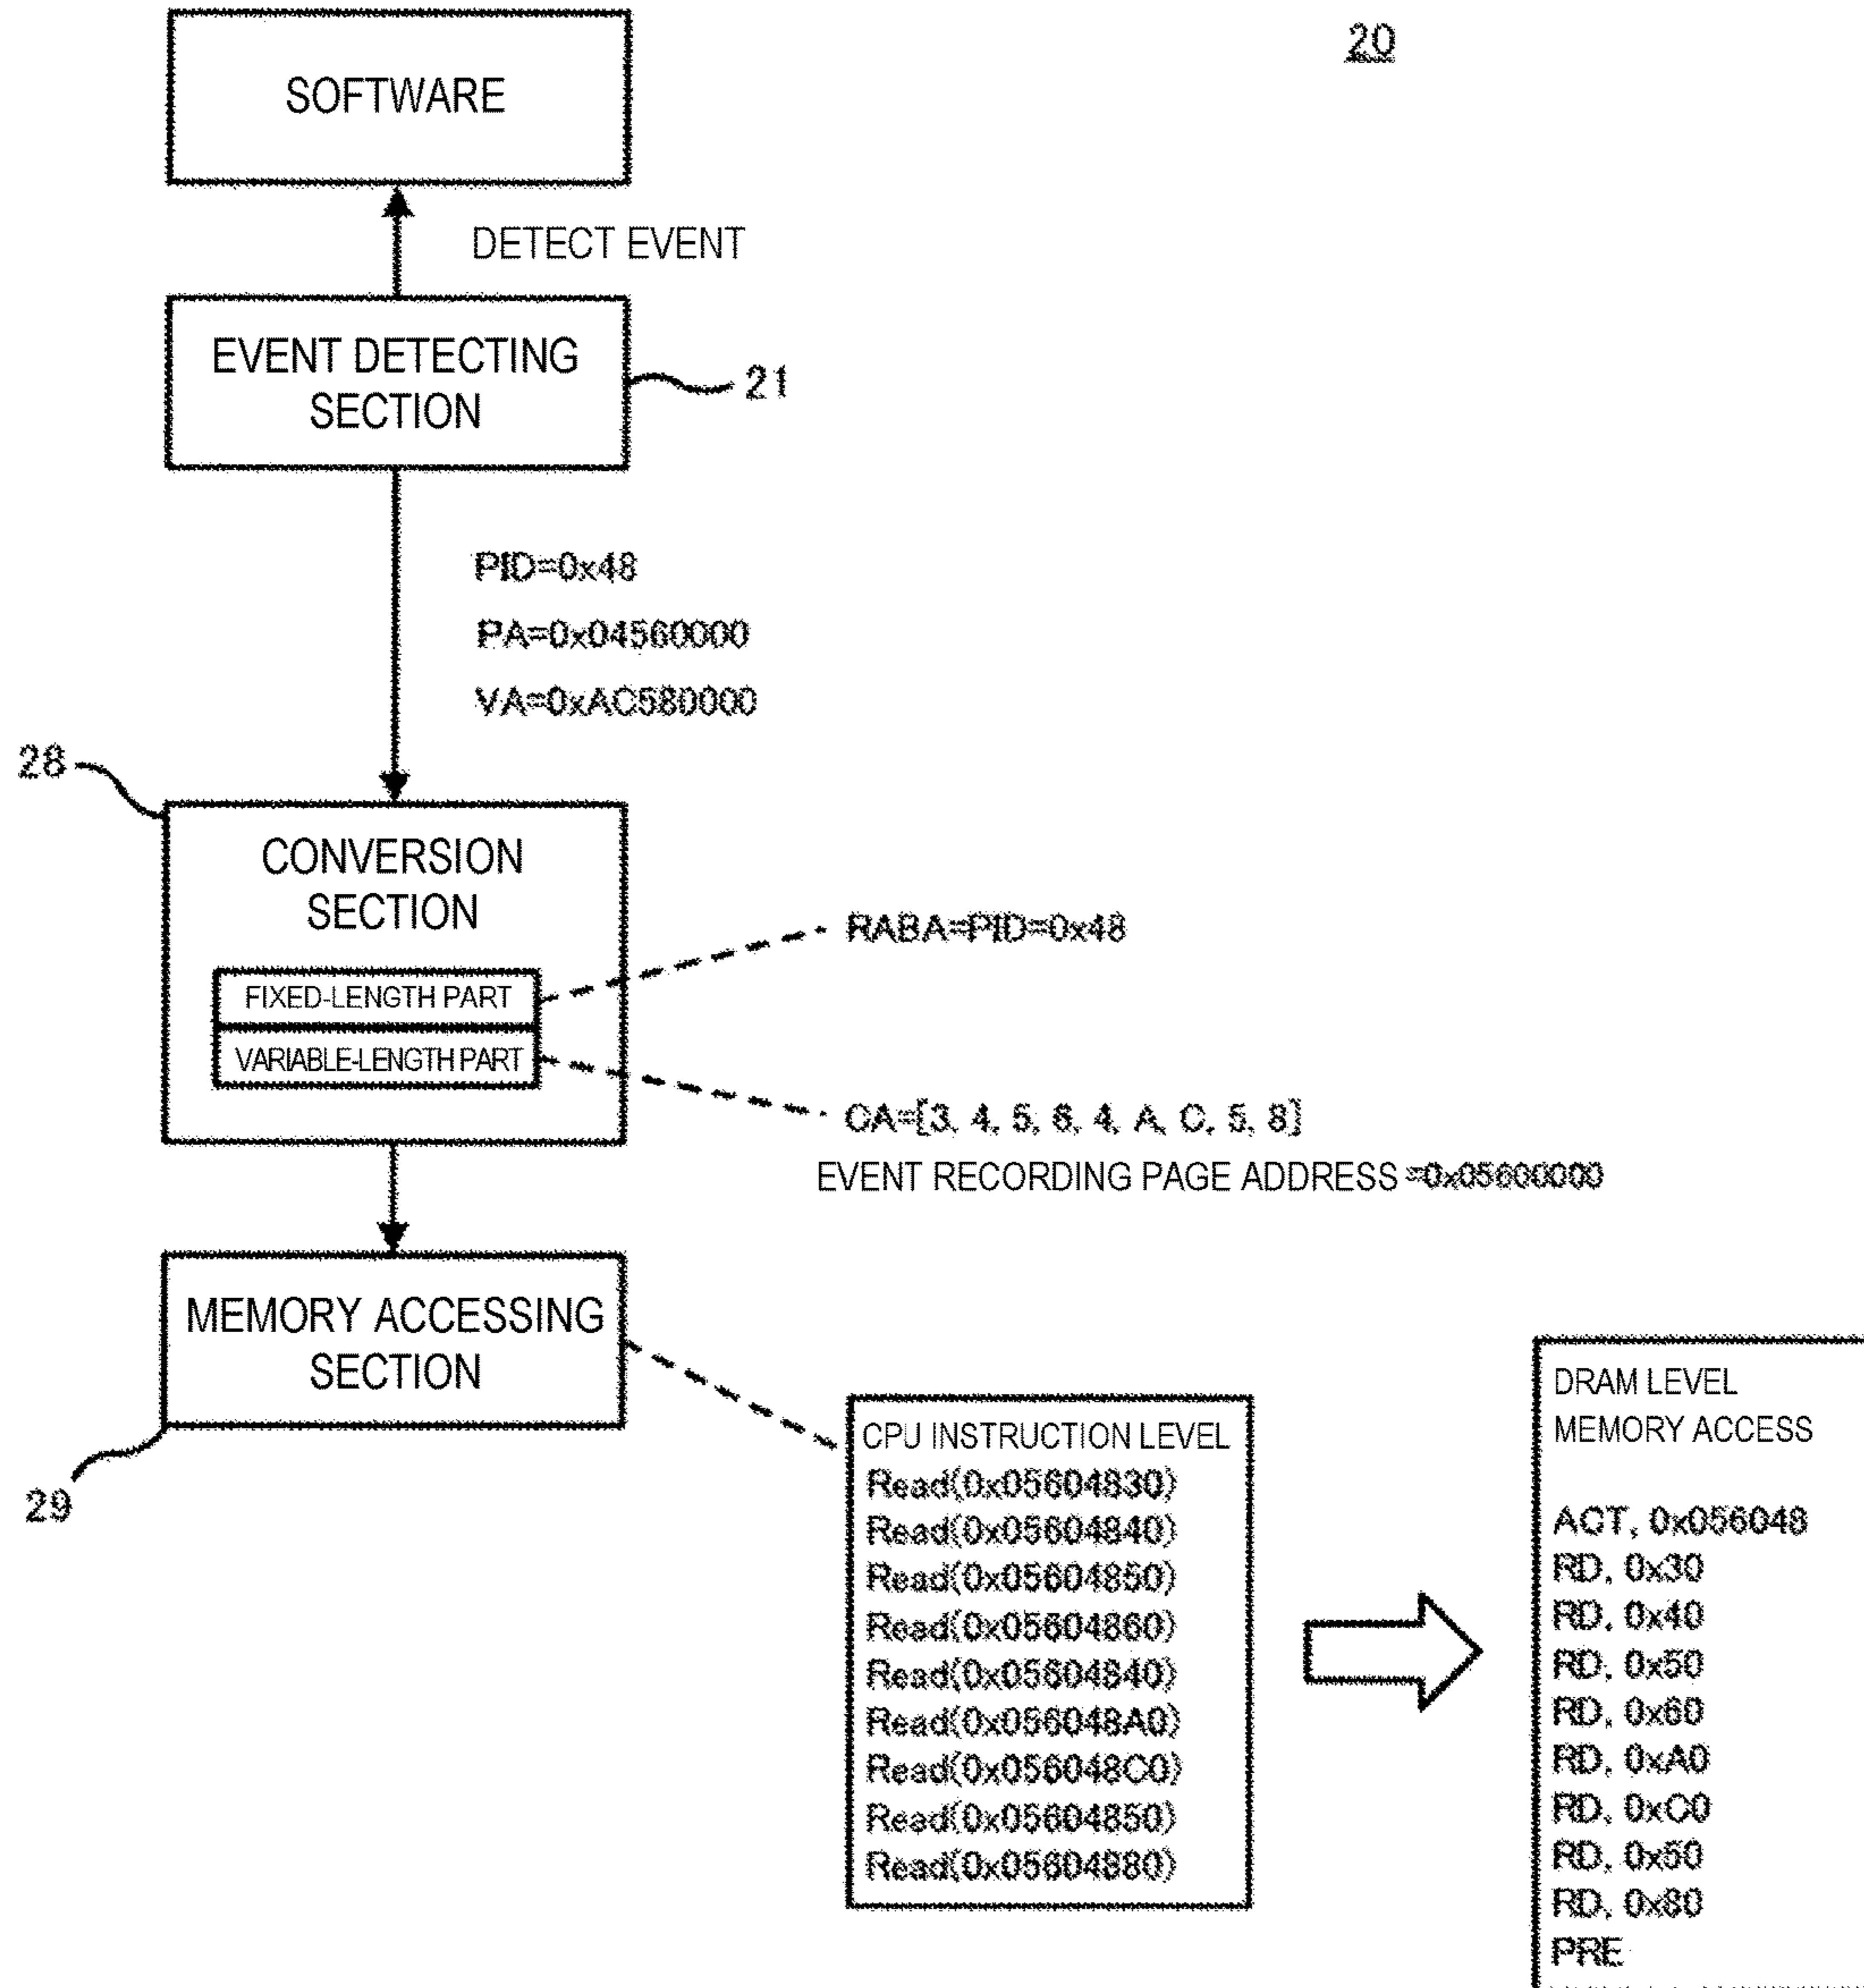 20
SOFTWARE
DETECT EVENT
EVENT DETECTING
SECTION
21
PID=0x48
PA=0x04560000
VA=0xAC580000
28
CONVERSION
SECTION
FIXED-LENGTH PART
VARIABLE-LENGTH PART
RABA=PID=0x48
CA=[3, 4, 5, 6, 4, A, C, 5, 8]
EVENT RECORDING PAGE ADDRESS =0x05600000
MEMORY ACCESSING
SECTION
29
CPU INSTRUCTION LEVEL
Read(0x05604830)
Read(0x05604840)
Read(0x05604850)
Read(0x05604860)
Read(0x05604840)
Read(0x056048A0)
Read(0x056048C0)
Read(0x05604850)
Read(0x05604880)
DRAM LEVEL
MEMORY ACCESS
ACT, 0x056048
RD, 0x30
RD, 0x40
RD, 0x50
RD, 0x60
RD, 0xA0
RD, 0xC0
RD, 0x50
RD, 0x80
PRE